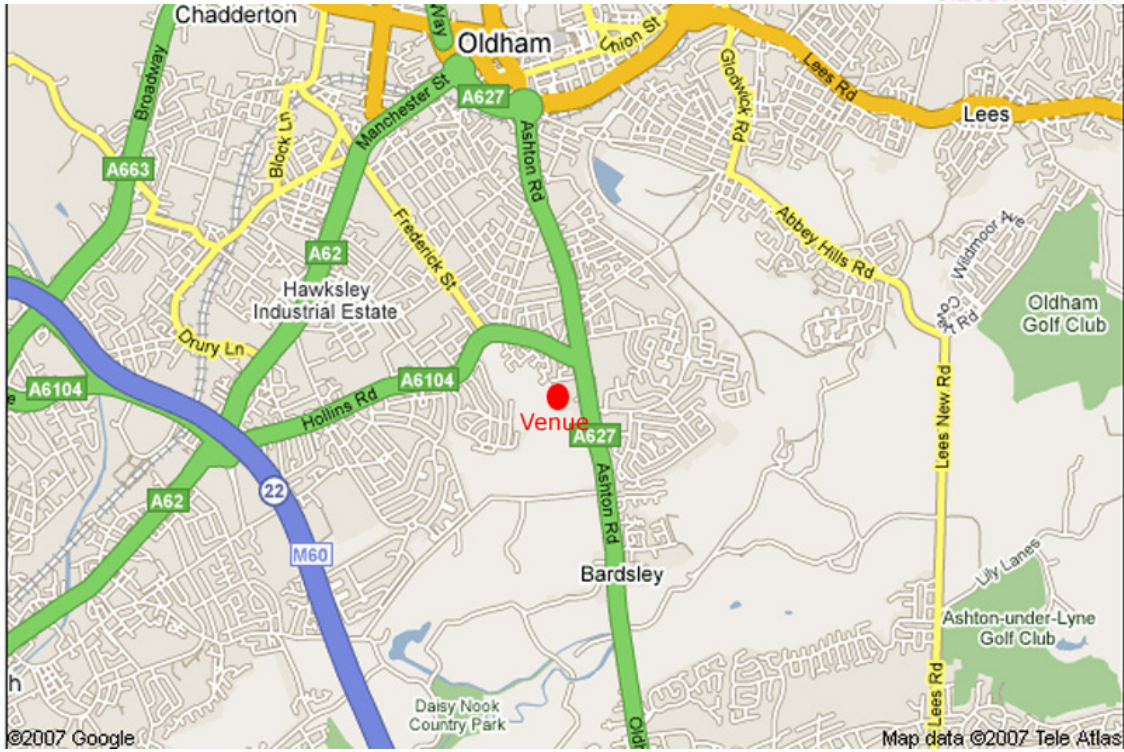 Chadderton
Way
Oldham
Union St
Broadway
Glodwick Rd
Lees Rd
Manchester St
A627
Lees
Block Ln
Ashton Rd
A663
Frederick St
Abbey Hills Rd
Wildmoor Ave
A62
Hawksley
Industrial Estate
Oldham
Golf Club
Drury Ln
A6104
A6104
Hollins Rd
Venue
A627
Lees New Rd
Ashton Rd
A62
22
M60
Bardsley
Lily Lanes
Ashton-under-Lyne
Golf Club
Daisy Nook
Country Park
Lees Rd
h
©2007 Google
Map data ©2007 Tele Atlas